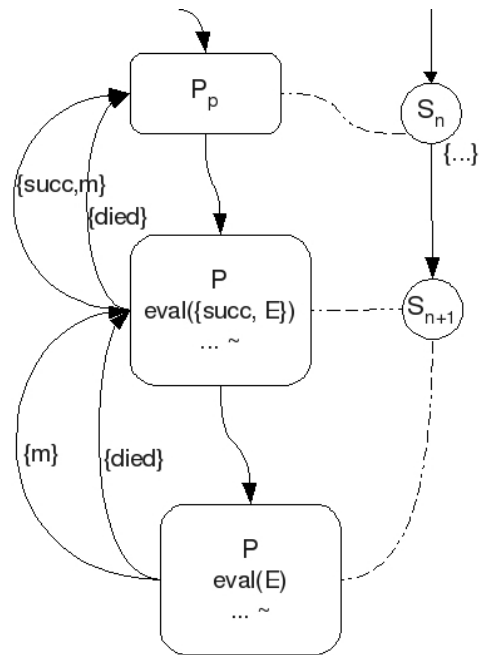 P_p
S_n
{...}
{succ,m}
{died}
P
eval({succ, E})
... ~
S_n+1
{m}
{died}
P
eval(E)
... ~